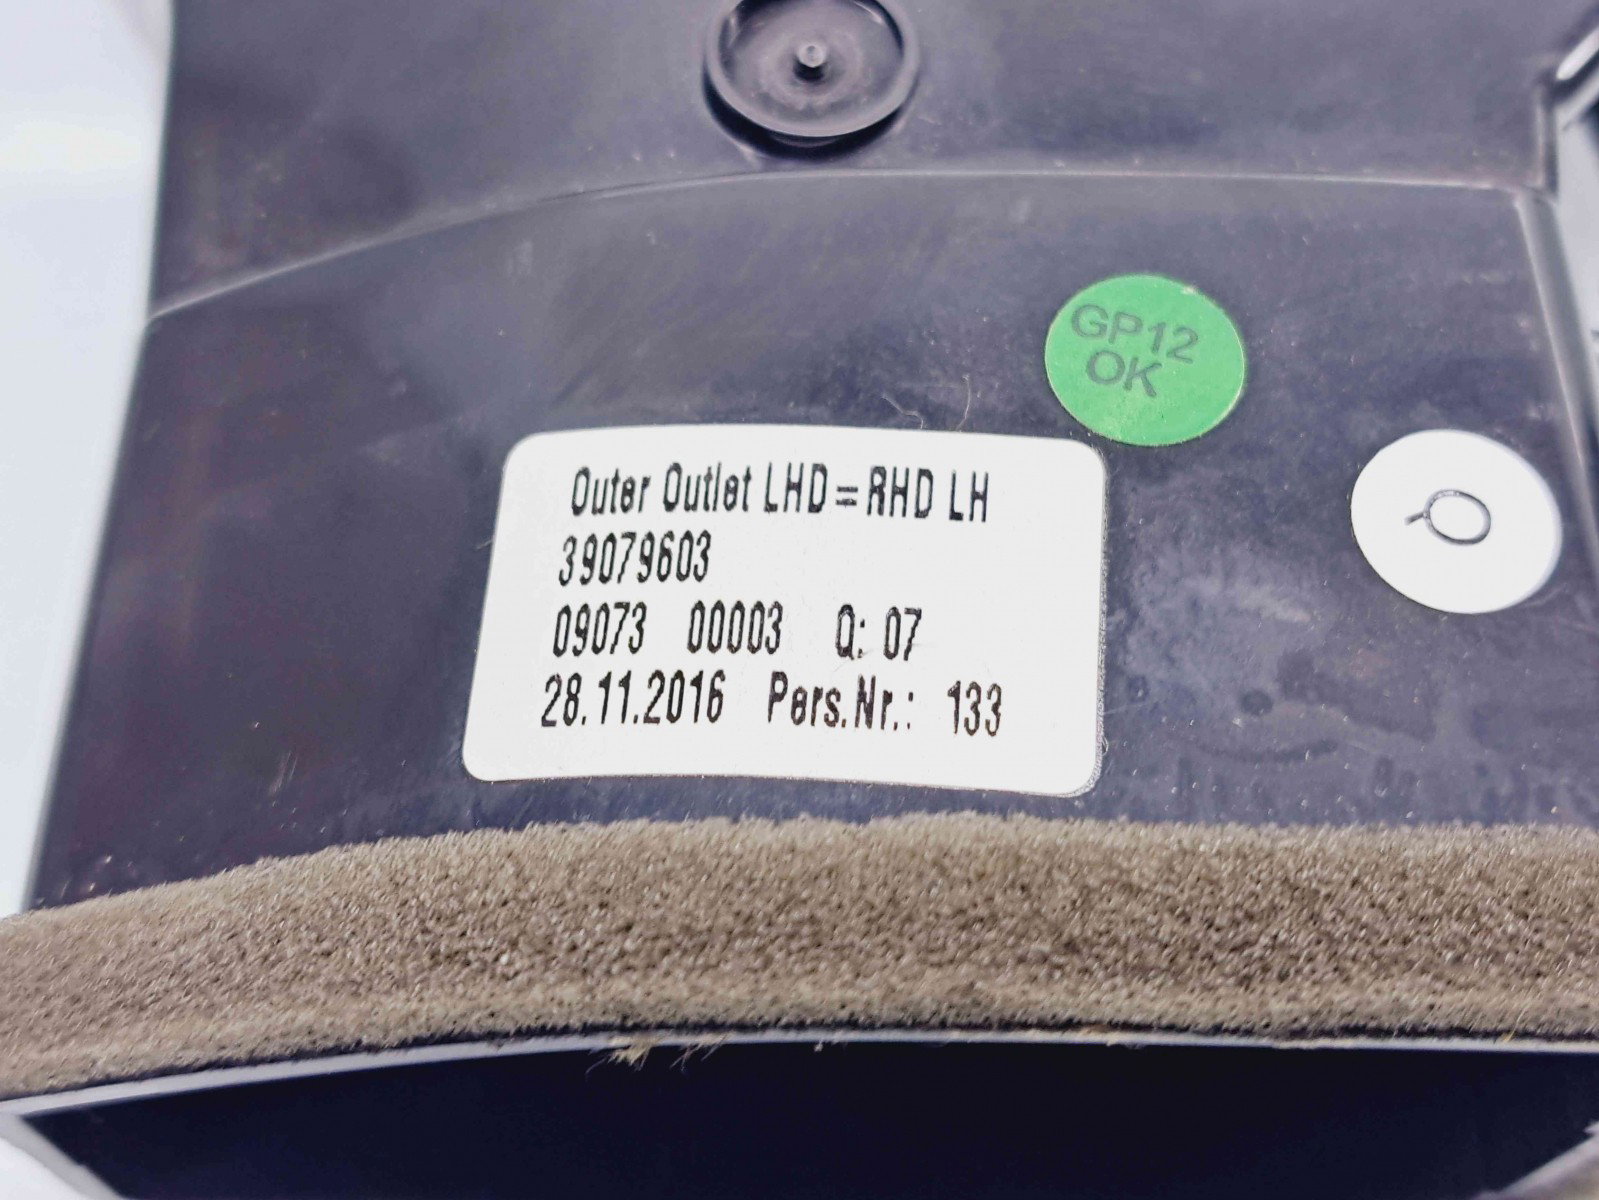 GP12
OK
Outer Outlet LHD=RHD LH
39079603
09073 00003 Q: 07
28.11.2016 Pers.Nr.: 133